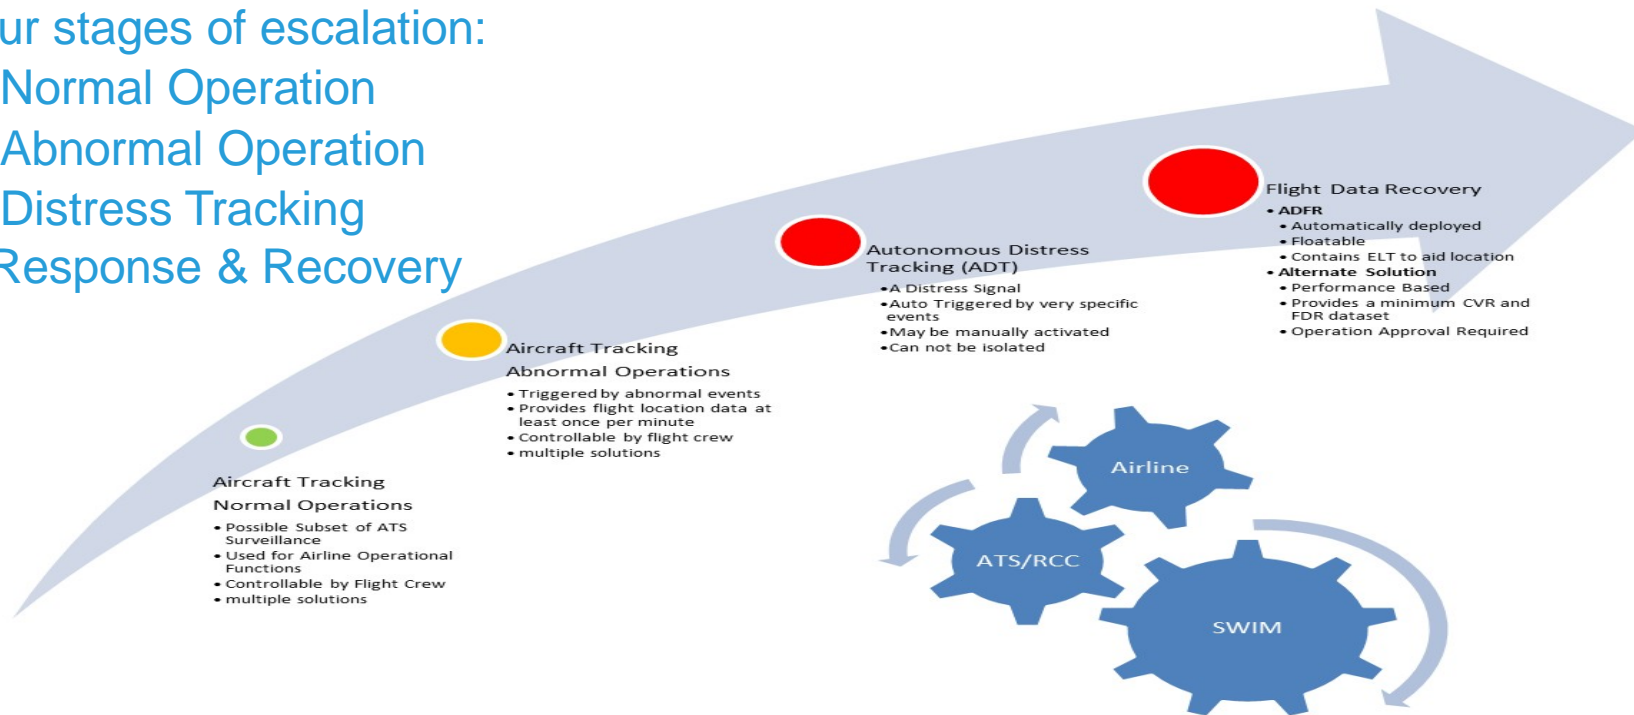 ur stages of escalation:
Normal Operation
Abnormal Operation
Distress Tracking
Response & Recovery
Aircraft Tracking
Normal Operations
• Possible Subset of ATS
Surveillance
• Used for Airline Operational
Functions
• Controllable by Flight Crew
• multiple solutions
Aircraft Tracking
Abnormal Operations
• Triggered by abnormal events
• Provides flight location data at
least once per minute
• Controllable by flight crew
• multiple solutions
Autonomous Distress
Tracking (ADT)
• A Distress Signal
• Auto Triggered by very specific
events
• May be manually activated
• Can not be isolated
Flight Data Recovery
• ADFR
• Automatically deployed
• Floatable
• Contains ELT to aid location
• Alternate Solution
• Performance Based
• Provides a minimum CVR and
FDR dataset
• Operation Approval Required
Airline
ATS/RCC
SWIM